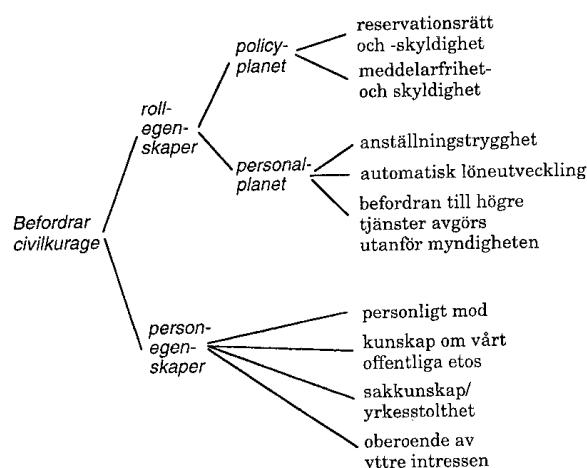 Befordrar
civilkurage
roll-
egen-
skaper
policy-
planet
reservationsrätt
och -skyldighet
meddelarfrihet-
och skyldighet
personal-
planet
anställningstrygghet
automatisk löneutveckling
befordran till högre
tjänster avgörs
utanför myndigheten
person-
egen-
skaper
personligt mod
kunskap om vårt
offentliga etos
sakkunskap/
yrkesstolthet
oberoende av
yttre intressen